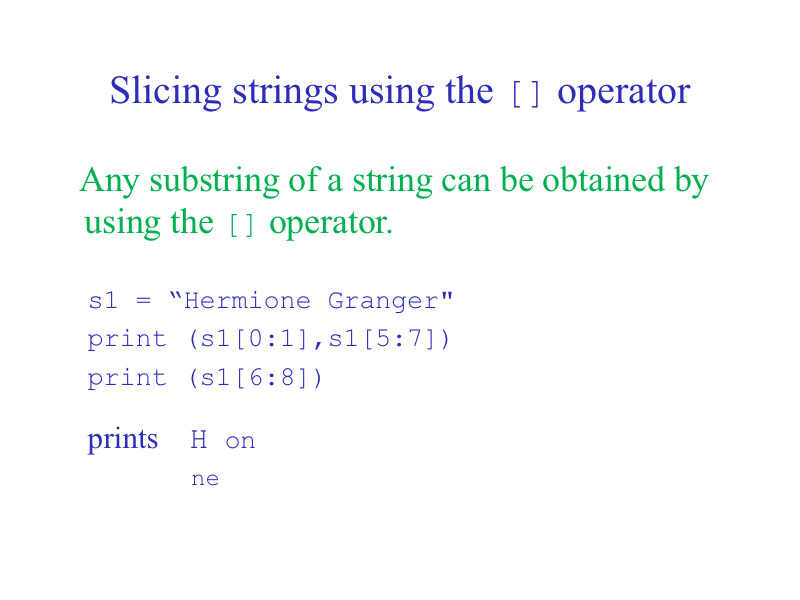 Slicing strings using the [] operator
Any substring of a string can be obtained by
using the [] operator.
s1 = “Hermione Granger"
print (s1[0:1],s1[5:7])
print (s1[6:8])
prints H on
ne